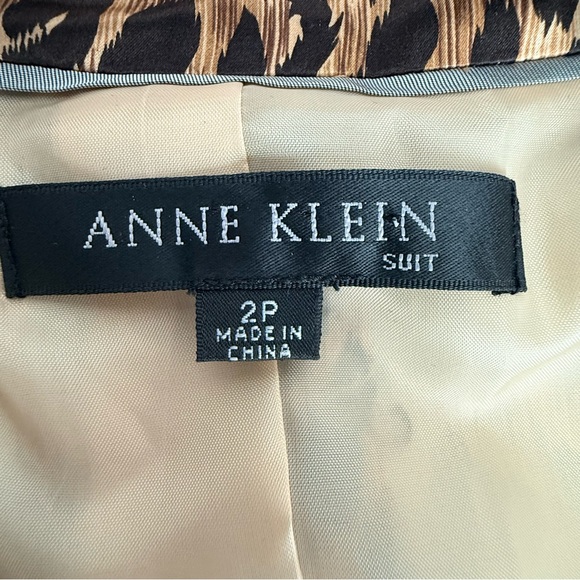 ANNE KLEIN
SUIT
2P
MADE IN
CHINA